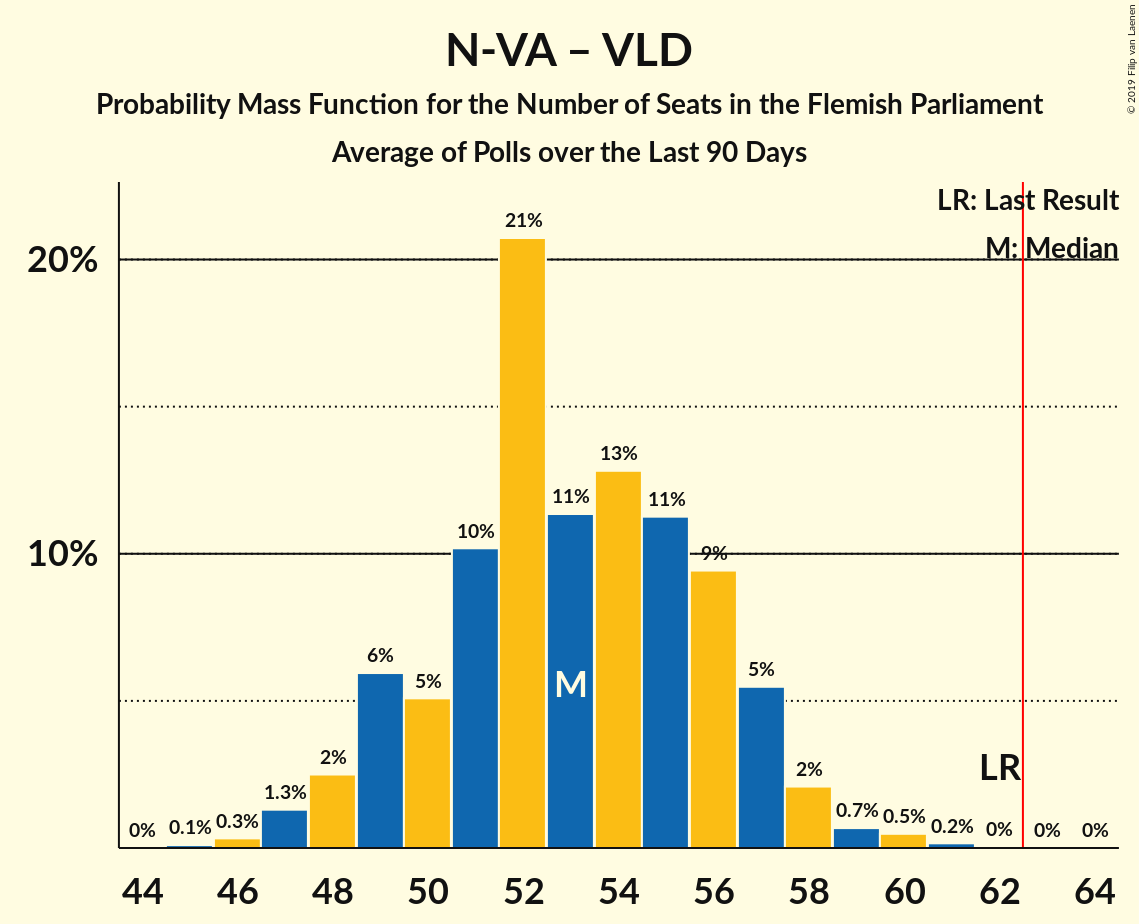 N-VA – VLD
Probability Mass Function for the Number of Seats in the Flemish Parliament
Average of Polls over the Last 90 Days
© 2019 Filip van Laenen
LR: Last Result
M: Median
20%
10%
0%
0.1%
0.3%
1.3%
2%
6%
5%
10%
21%
11%
13%
11%
9%
5%
2%
0.7%
0.5%
0.2%
0%
0%
0%
M
LR
44 46 48 50 52 54 56 58 60 62 64